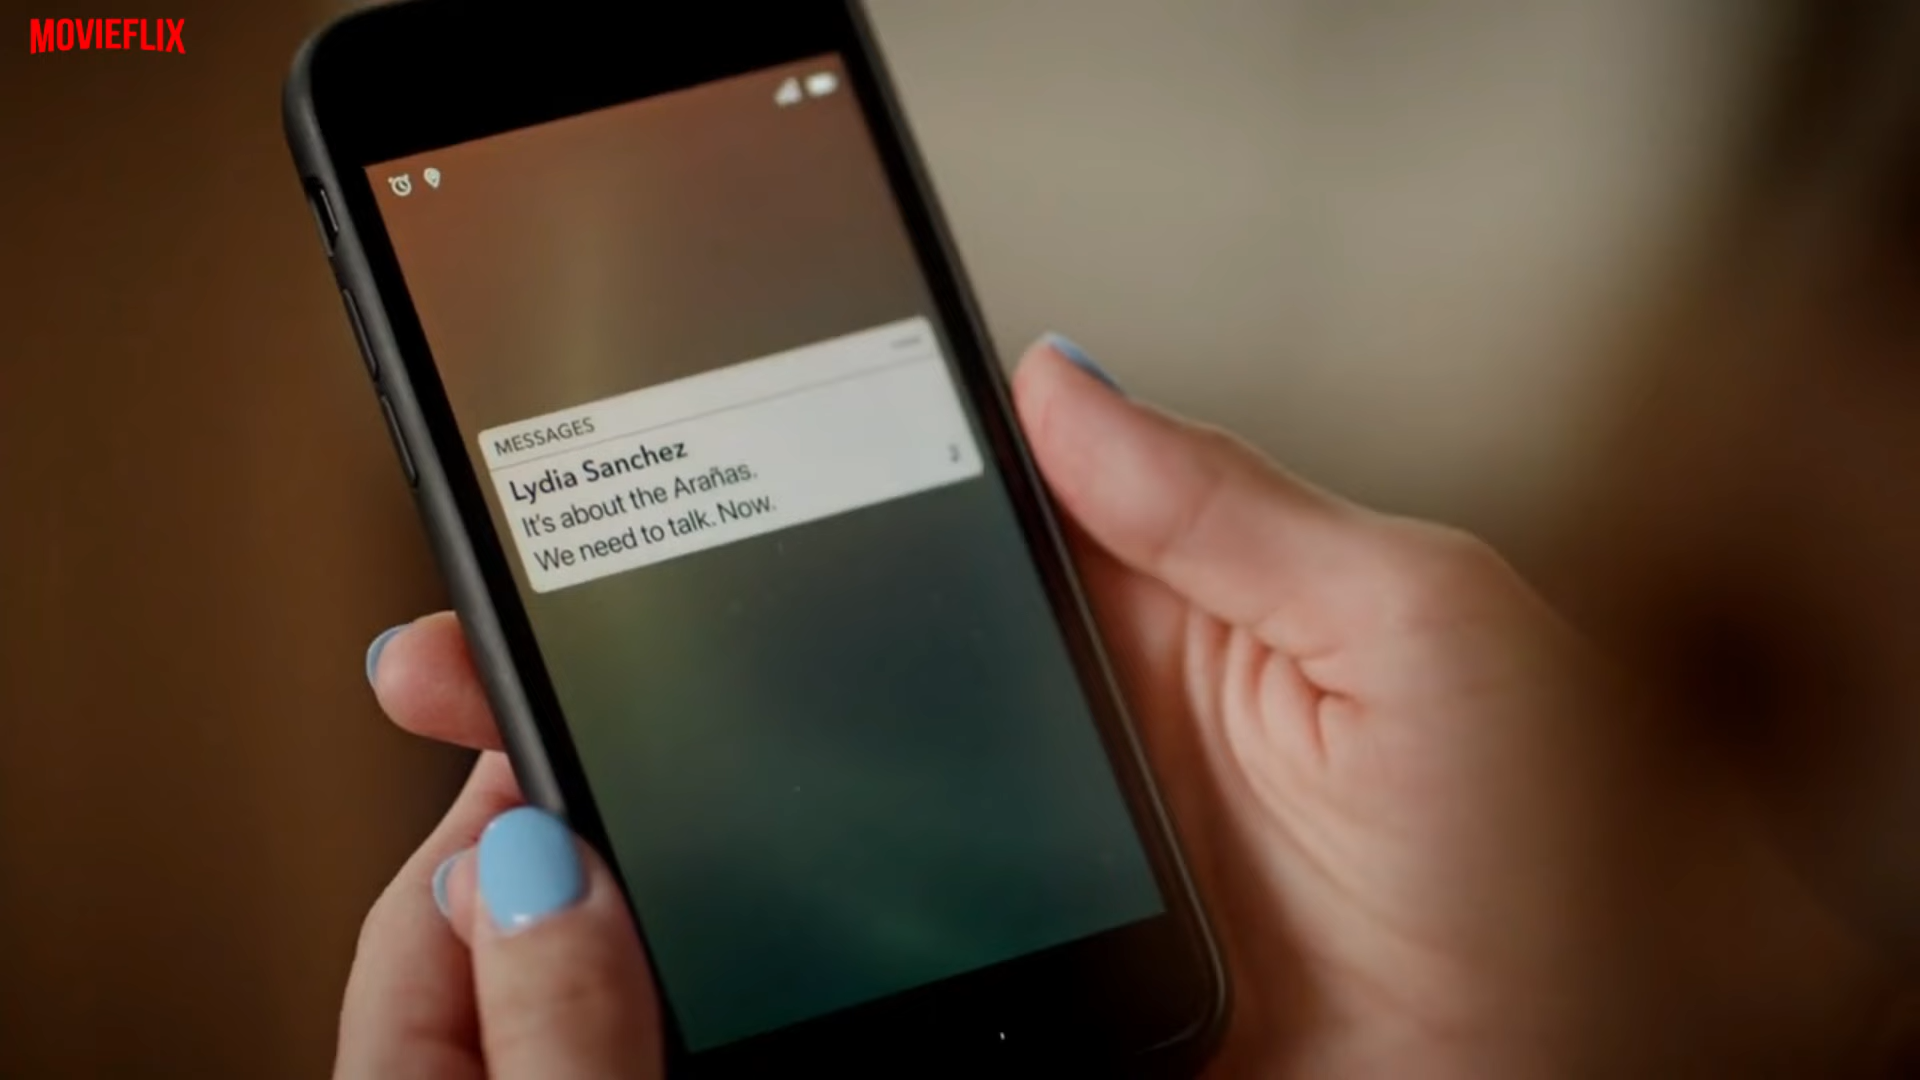 MOVIEFLIX
MESSAGES
Lydia Sanchez
It's about the Arañas.
We need to talk. Now.